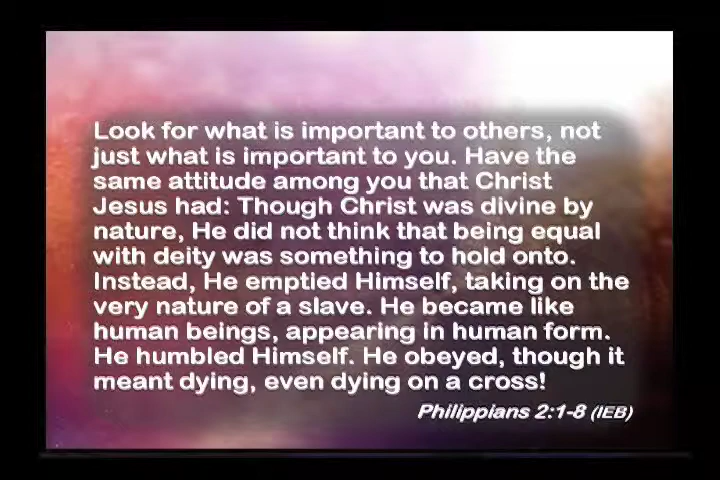 Look for what is important to others, not
just what is important to you. Have the
same attitude among you that Christ
Jesus had: Though Christ was divine by
nature, He did not think that being equal
with deity was something to hold onto.
Instead, He emptied Himself, taking on the
very nature of a slave. He became like
human beings, appearing in human form.
He humbled Himself. He obeyed, though it
meant dying, even dying on a cross!
Philippians 2:1-8 (IEB)